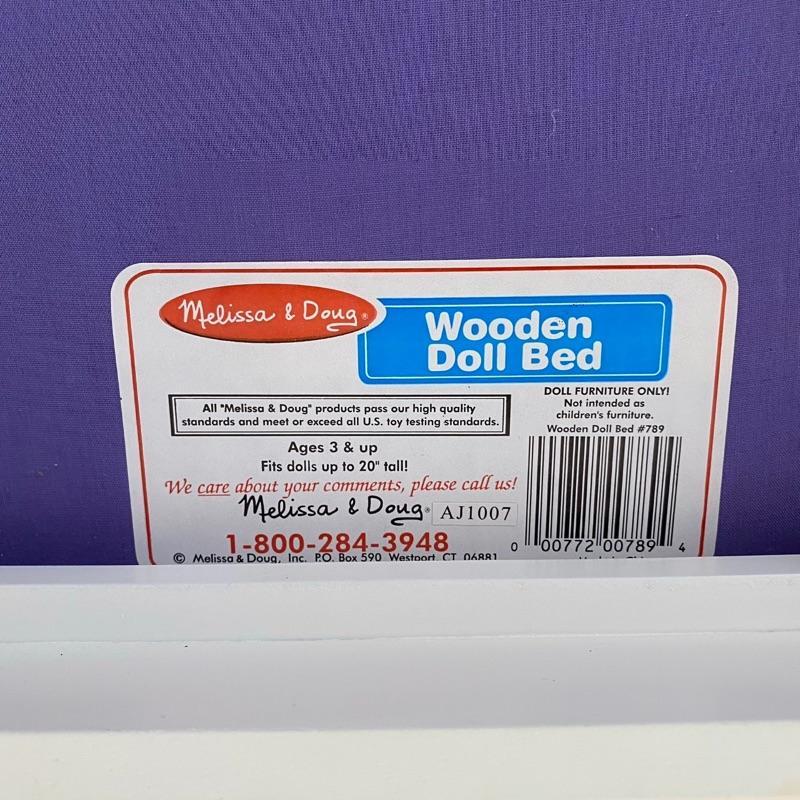 Melissa & Doug®
Wooden
Doll Bed
DOLL FURNITURE ONLY!
Not intended as
children's furniture.
Wooden Doll Bed #789
All "Melissa & Doug" products pass our high quality
standards and meet or exceed all U.S. toy testing standards.
Ages 3 & up
Fits dolls up to 20" tall!
We care about your comments, please call us!
Melissa & Doug®
AJ1007
1-800-284-3948
© Melissa & Doug, Inc. P.O. Box 590 Westport, CT 06881
0 00772 00789 4